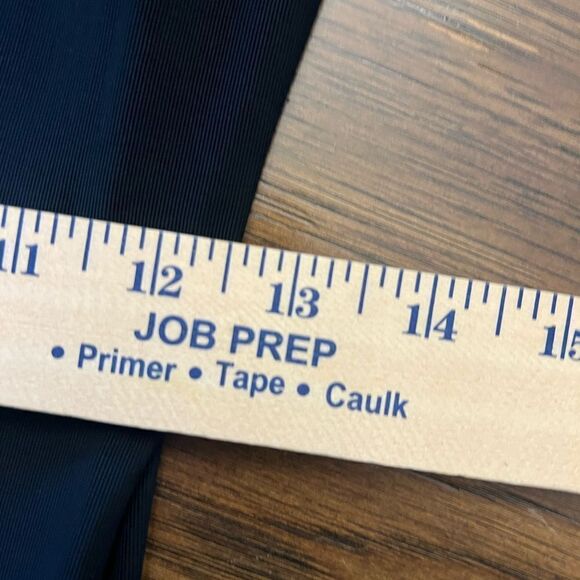 11 12 13 14 15
JOB PREP
• Primer • Tape • Caulk